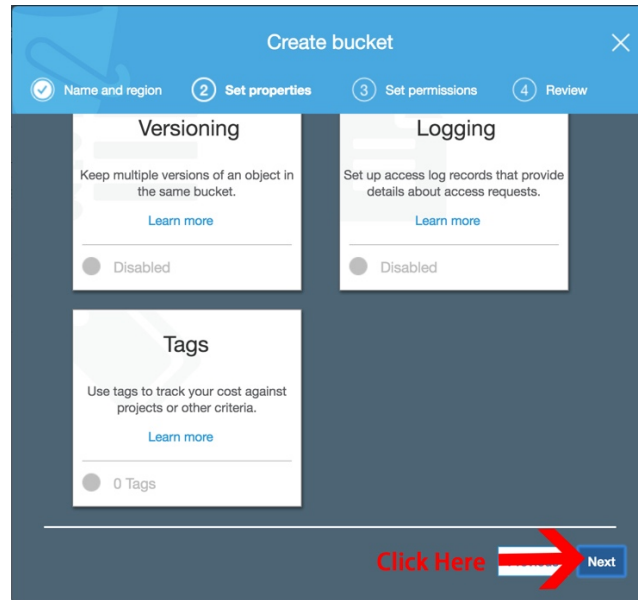 Create bucket
Name and region
2 Set properties
3 Set permissions
4 Review
Versioning
Keep multiple versions of an object in
the same bucket.
Learn more
Disabled
Logging
Set up access log records that provide
details about access requests.
Learn more
Disabled
Tags
Use tags to track your cost against
projects or other criteria.
Learn more
0 Tags
Click Here
Next